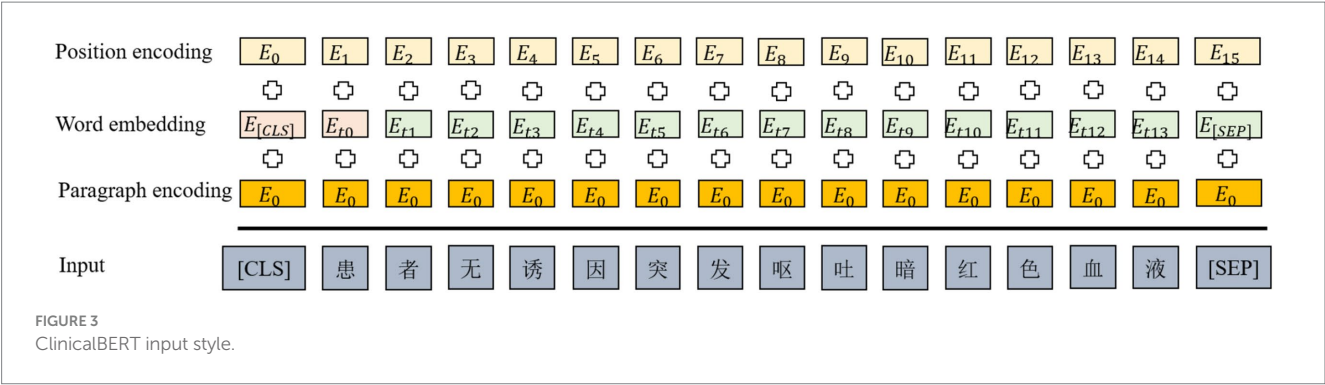 Position encoding E₀ E₁ E₂ E₃ E₄ E₅ E₆ E₇ E₈ E₉ E₁₀ E₁₁ E₁₂ E₁₃ E₁₄ E₁₅
Word embedding E[CLS] Et0 Et1 Et2 Et3 Et4 Et5 Et6 Et7 Et8 Et9 Et10 Et11 Et12 Et13 E[SEP]
Paragraph encoding E₀ E₀ E₀ E₀ E₀ E₀ E₀ E₀ E₀ E₀ E₀ E₀ E₀ E₀ E₀ E₀
Input [CLS] 患 者 无 诱 因 突 发 呕 吐 暗 红 色 血 液 [SEP]
FIGURE 3
ClinicalBERT input style.